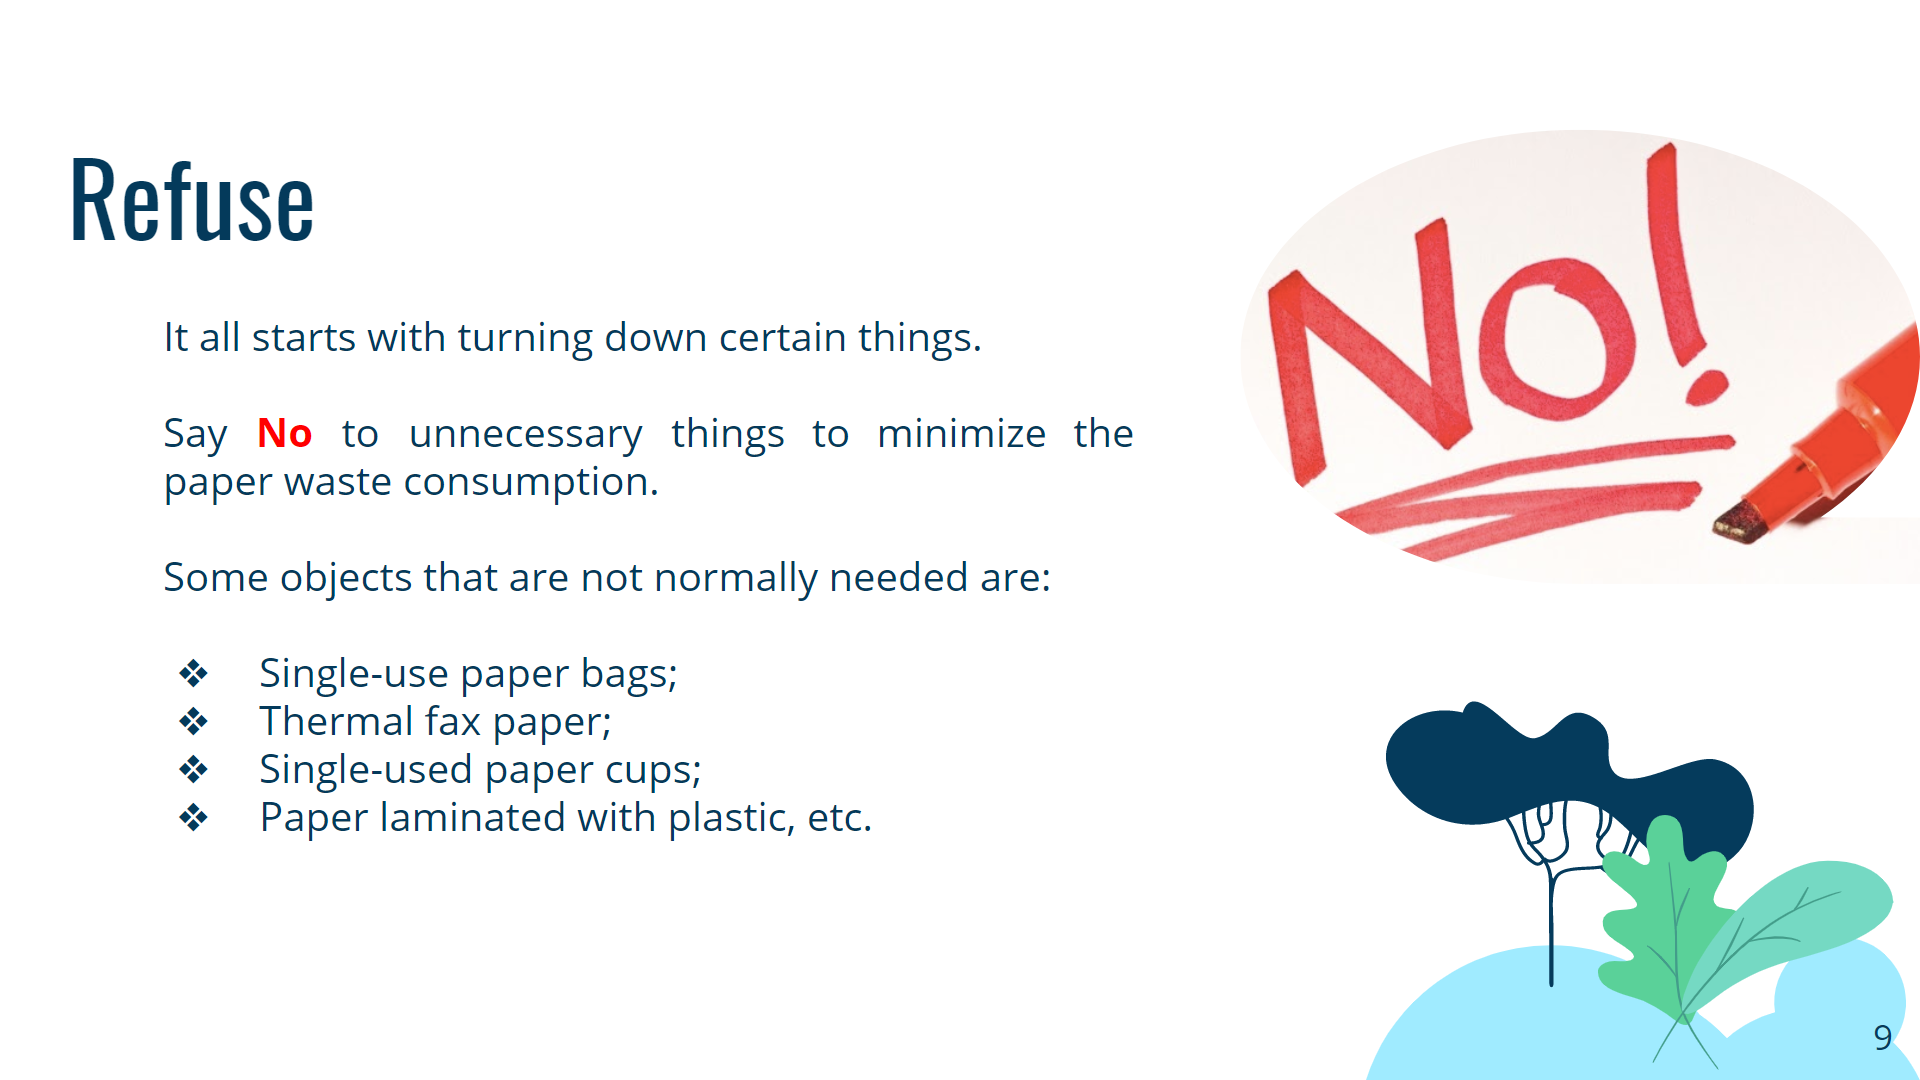 Refuse
It all starts with turning down certain things.
Say No to unnecessary things to minimize the
paper waste consumption.
Some objects that are not normally needed are:
❖ Single-use paper bags;
❖ Thermal fax paper;
❖ Single-used paper cups;
❖ Paper laminated with plastic, etc.
No!
9